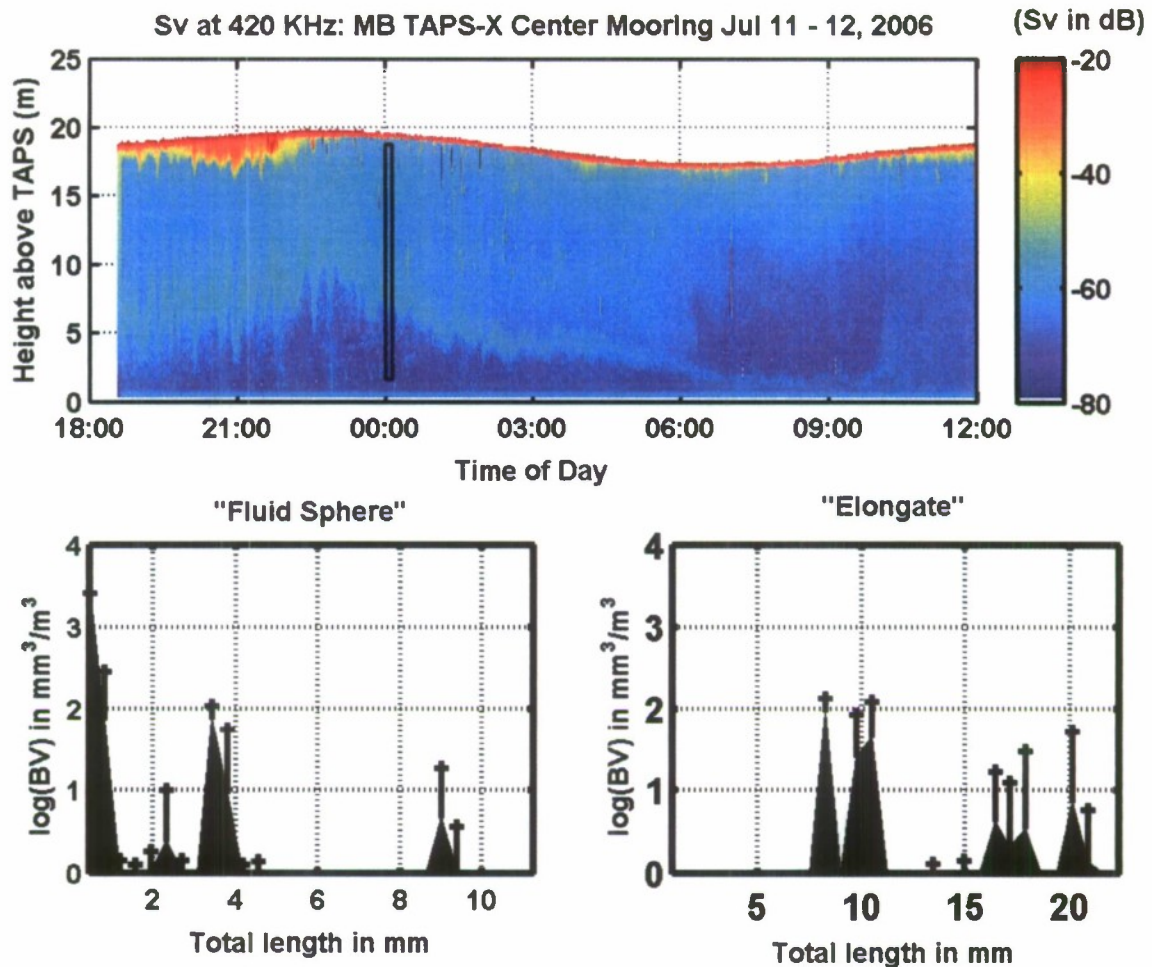 Sv at 420 KHz: MB TAPS-X Center Mooring Jul 11 - 12, 2006
(Sv in dB)
Height above TAPS (m)
25
20
15
10
5
0
18:00 21:00 00:00 03:00 06:00 09:00 12:00
Time of Day
-20
-40
-60
-80
"Fluid Sphere"
log(BV) in mm³/m³
4
3
2
1
0
2 4 6 8 10
Total length in mm
"Elongate"
log(BV) in mm³/m³
4
3
2
1
0
5 10 15 20
Total length in mm